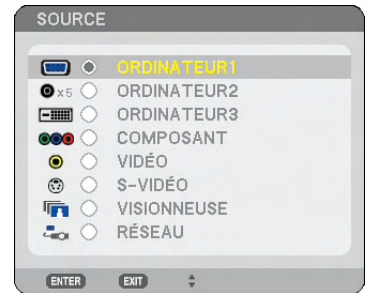 SOURCE
ORDINATEUR1
x5 ORDINATEUR2
ORDINATEUR3
COMPOSANT
VIDÉO
S-VIDÉO
VISIONNEUSE
RÉSEAU
ENTER EXIT